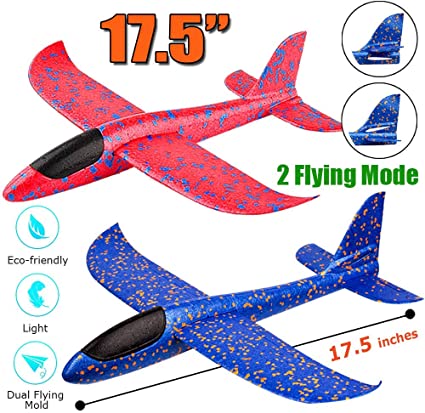 17.5”
2 Flying Mode
Eco-friendly
Light
Dual Flying
Mold
17.5 inches